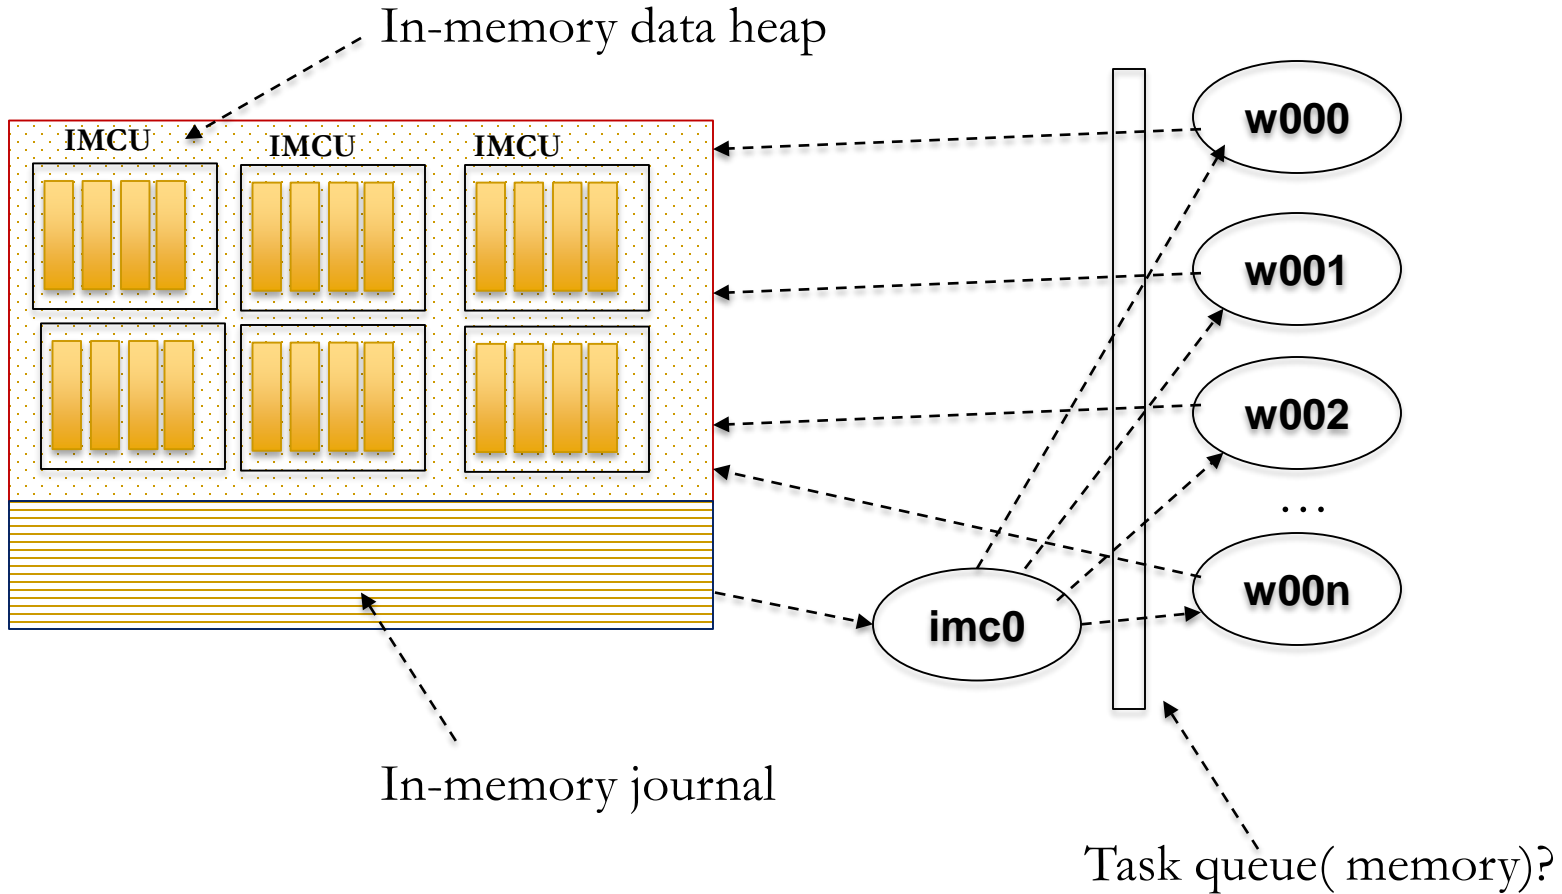 In-memory data heap
IMCU IMCU IMCU
w000
w001
w002
...
w00n
imc0
In-memory journal
Task queue( memory)?